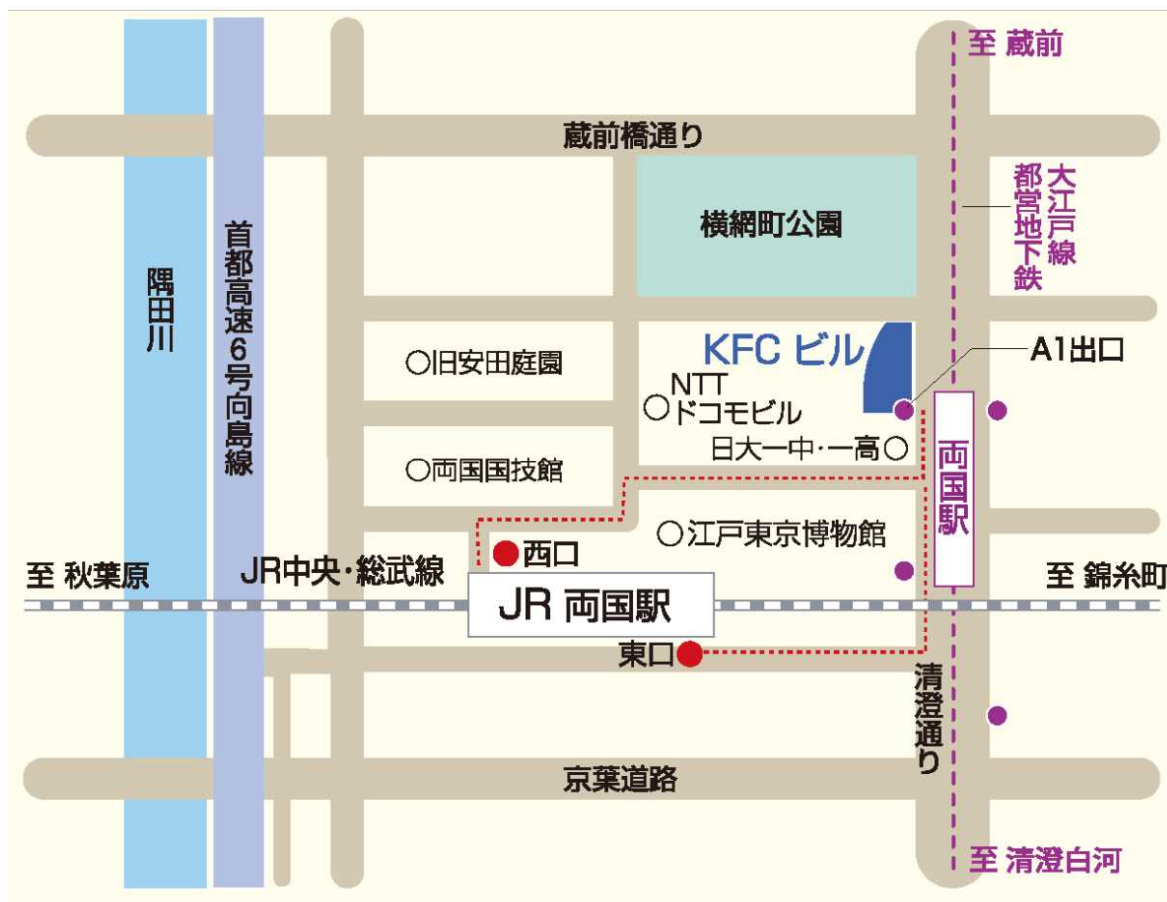 至 蔵前
蔵前橋通り
大江戸線
都営地下鉄
横綱町公園
首都高速6号向島線
隅田川
KFC ビル
A1出口
旧安田庭園
NTT
ドコモビル
日大一中・一高
両国駅
両国国技館
江戸東京博物館
西口
至 秋葉原
JR中央・総武線
至 錦糸町
JR 両国駅
東口
清澄通り
京葉道路
至 清澄白河